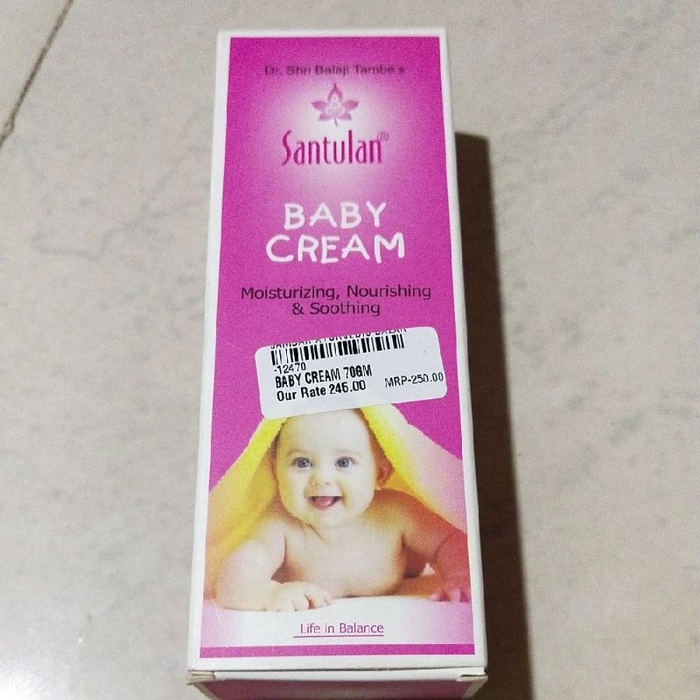 Dr. Shri Balaji Tambe's
Santulan®
BABY
CREAM
Moisturizing, Nourishing
& Soothing
-12470
BABY CREAM 70GM
Our Rate 245.00 MRP-250.00
Life in Balance